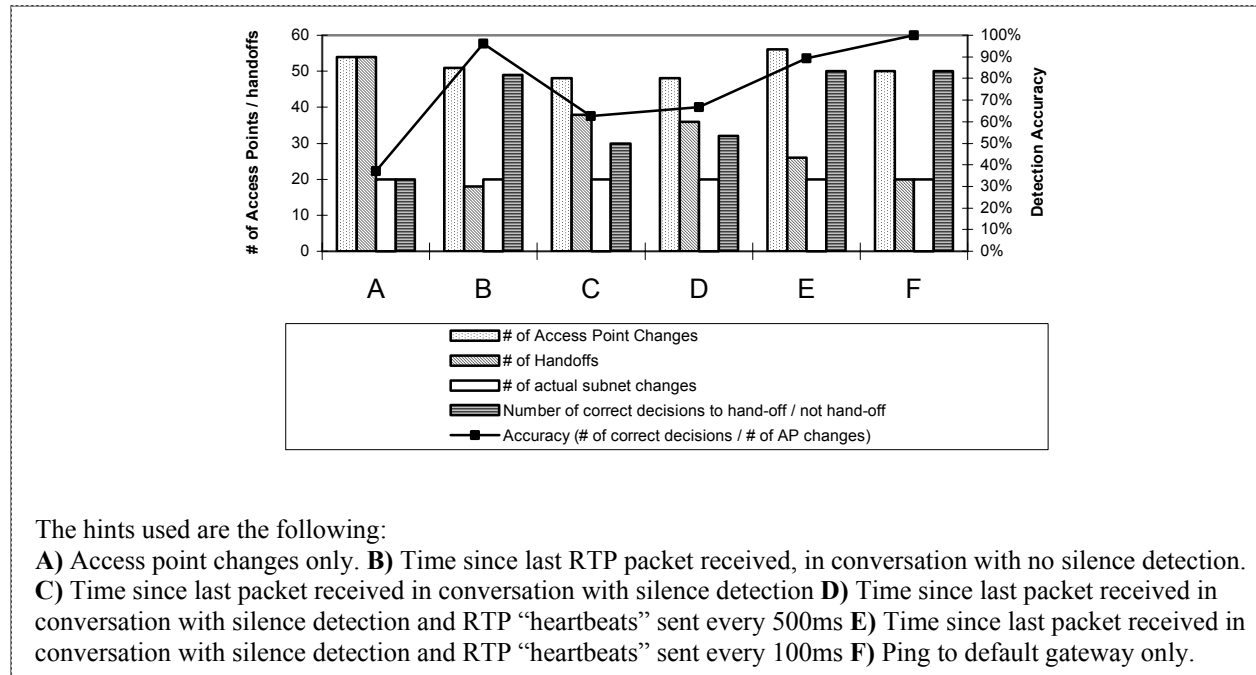 # of Access Points / handoffs
60
50
40
30
20
10
0
100%
90%
80%
70%
60%
50%
40%
30%
20%
10%
0%
Detection Accuracy
A B C D E F
# of Access Point Changes
# of Handoffs
# of actual subnet changes
Number of correct decisions to hand-off / not hand-off
Accuracy (# of correct decisions / # of AP changes)
The hints used are the following:
A) Access point changes only. B) Time since last RTP packet received, in conversation with no silence detection.
C) Time since last packet received in conversation with silence detection D) Time since last packet received in
conversation with silence detection and RTP “heartbeats” sent every 500ms E) Time since last packet received in
conversation with silence detection and RTP “heartbeats” sent every 100ms F) Ping to default gateway only.